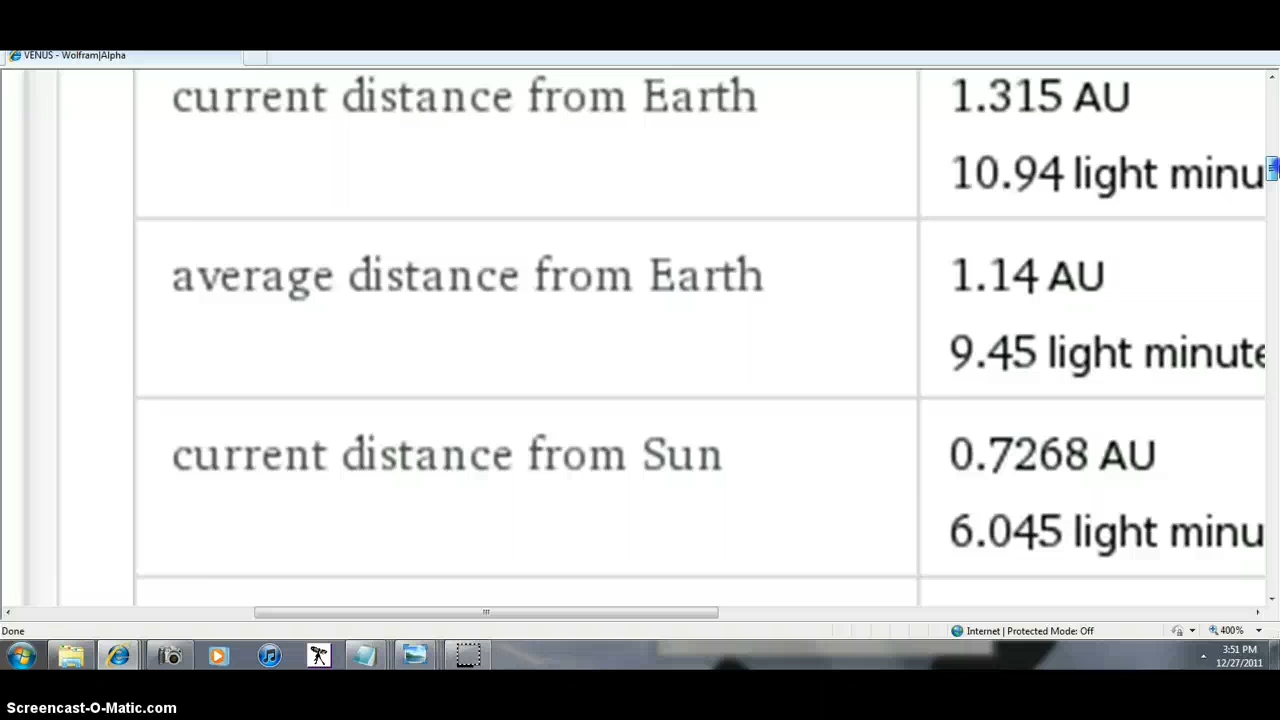 VENUS - Wolfram|Alpha
current distance from Earth
1.315 AU
10.94 light minu
average distance from Earth
1.14 AU
9.45 light minute
current distance from Sun
0.7268 AU
6.045 light minu
Done
Internet | Protected Mode: Off
400%
3:51 PM
12/27/2011
Screencast-O-Matic.com